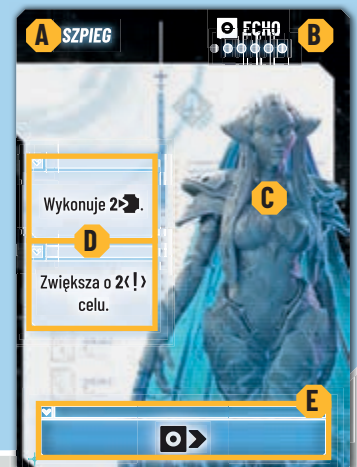 A SZPIEG
ECHO B
C
Wykonuje 2.
D
Zwiększa o 2‹!›
celu.
E